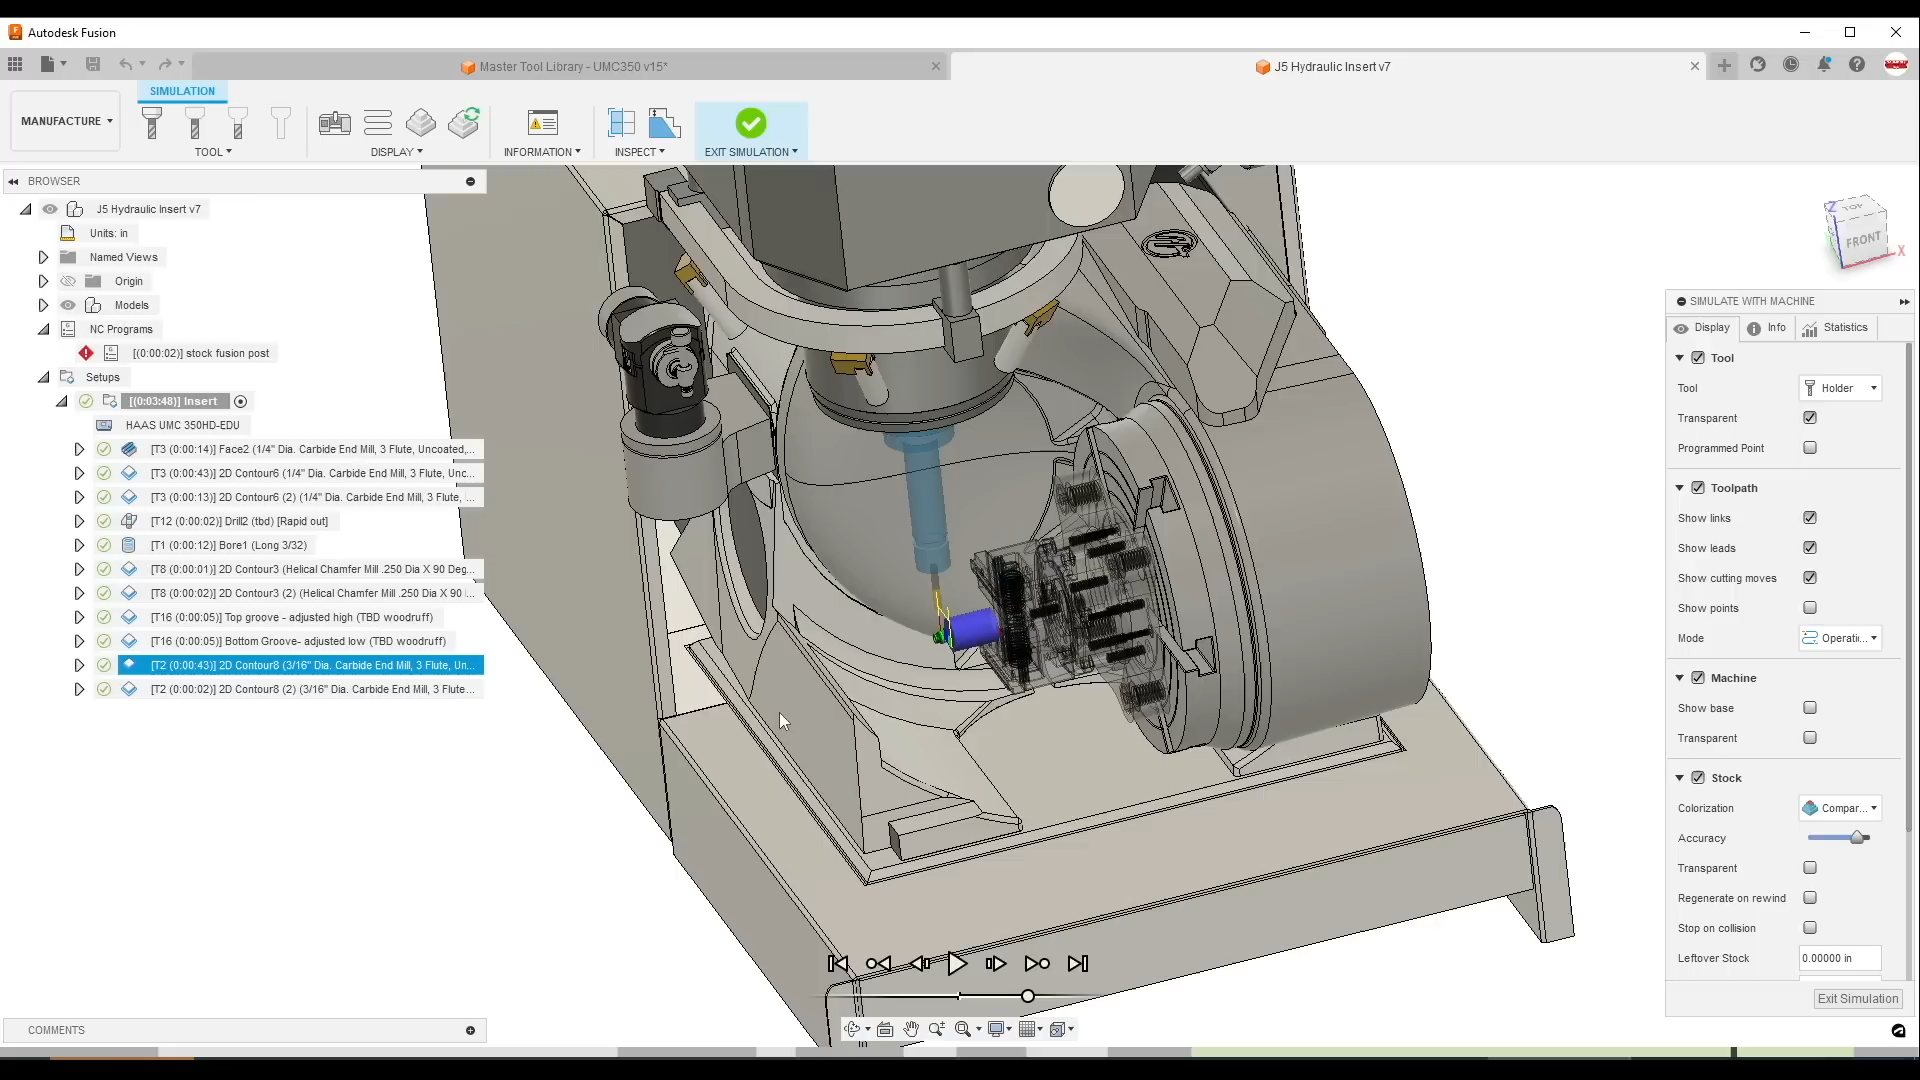 Autodesk Fusion
Master Tool Library - UMC350 v15*
J5 Hydraulic Insert v7
SIMULATION
MANUFACTURE
TOOL
DISPLAY
INFORMATION
INSPECT
EXIT SIMULATION
BROWSER
J5 Hydraulic Insert v7
Units: in
Named Views
Origin
Models
NC Programs
[(0:00:02)] stock fusion post
Setups
[(0:03:48)] Insert
HAAS UMC 350HD-EDU
[T3 (0:00:14)] Face2 (1/4" Dia. Carbide End Mill, 3 Flute, Uncoated,...
[T3 (0:00:43)] 2D Contour6 (1/4" Dia. Carbide End Mill, 3 Flute, Unc...
[T3 (0:00:13)] 2D Contour6 (2) (1/4" Dia. Carbide End Mill, 3 Flute, ...
[T12 (0:00:02)] Drill2 (tbd) [Rapid out]
[T1 (0:00:12)] Bore1 (Long 3/32)
[T8 (0:00:01)] 2D Contour3 (Helical Chamfer Mill .250 Dia X 90 Deg...
[T8 (0:00:02)] 2D Contour3 (2) (Helical Chamfer Mill .250 Dia X 90 ...
[T16 (0:00:05)] Top groove - adjusted high (TBD woodruff)
[T16 (0:00:05)] Bottom Groove- adjusted low (TBD woodruff)
[T2 (0:00:43)] 2D Contour8 (3/16" Dia. Carbide End Mill, 3 Flute, Un...
[T2 (0:00:02)] 2D Contour8 (2) (3/16" Dia. Carbide End Mill, 3 Flute...
COMMENTS
Z
TOP
FRONT
X
SIMULATE WITH MACHINE
Display
Info
Statistics
Tool
Tool
Holder
Transparent
Programmed Point
Toolpath
Show links
Show leads
Show cutting moves
Show points
Mode
Operati...
Machine
Show base
Transparent
Stock
Colorization
Compar...
Accuracy
Transparent
Regenerate on rewind
Stop on collision
Leftover Stock
0.00000 in
Exit Simulation